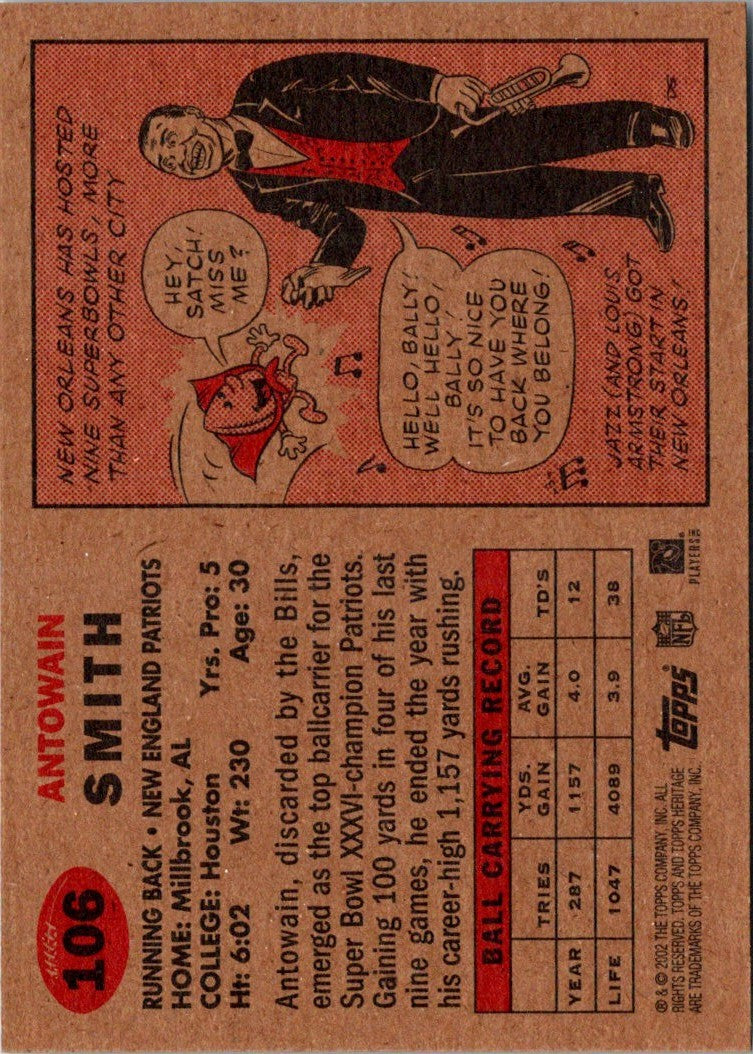 106
ANTOWAIN
SMITH
RUNNING BACK • NEW ENGLAND PATRIOTS
HOME: Millbrook, AL Yrs. Pro: 5
COLLEGE: Houston
Ht: 6:02 Wt: 230 Age: 30
Antowain, discarded by the Bills,
emerged as the top ballcarrier for the
Super Bowl XXXVI-champion Patriots.
Gaining 100 yards in four of his last
nine games, he ended the year with
his career-high 1,157 yards rushing.
BALL CARRYING RECORD
TRIES YDS. GAIN AVG. GAIN TD'S
YEAR 287 1157 4.0 12
LIFE 1047 4089 3.9 38
® & © 2002 THE TOPPS COMPANY, INC. ALL
RIGHTS RESERVED. TOPPS AND TOPPS HERITAGE
ARE TRADEMARKS OF THE TOPPS COMPANY, INC.
TOPPS
NFL
PLAYERS INC
NEW ORLEANS HAS HOSTED
NINE SUPERBOWLS, MORE
THAN ANY OTHER CITY
HEY,
SATCH!
MISS
ME?
HELLO, BALLY!
WELL HELLO,
BALLY!
IT'S SO NICE
TO HAVE YOU
BACK WHERE
YOU BELONG!
JAZZ (AND LOUIS
ARMSTRONG) GOT
THEIR START IN
NEW ORLEANS!